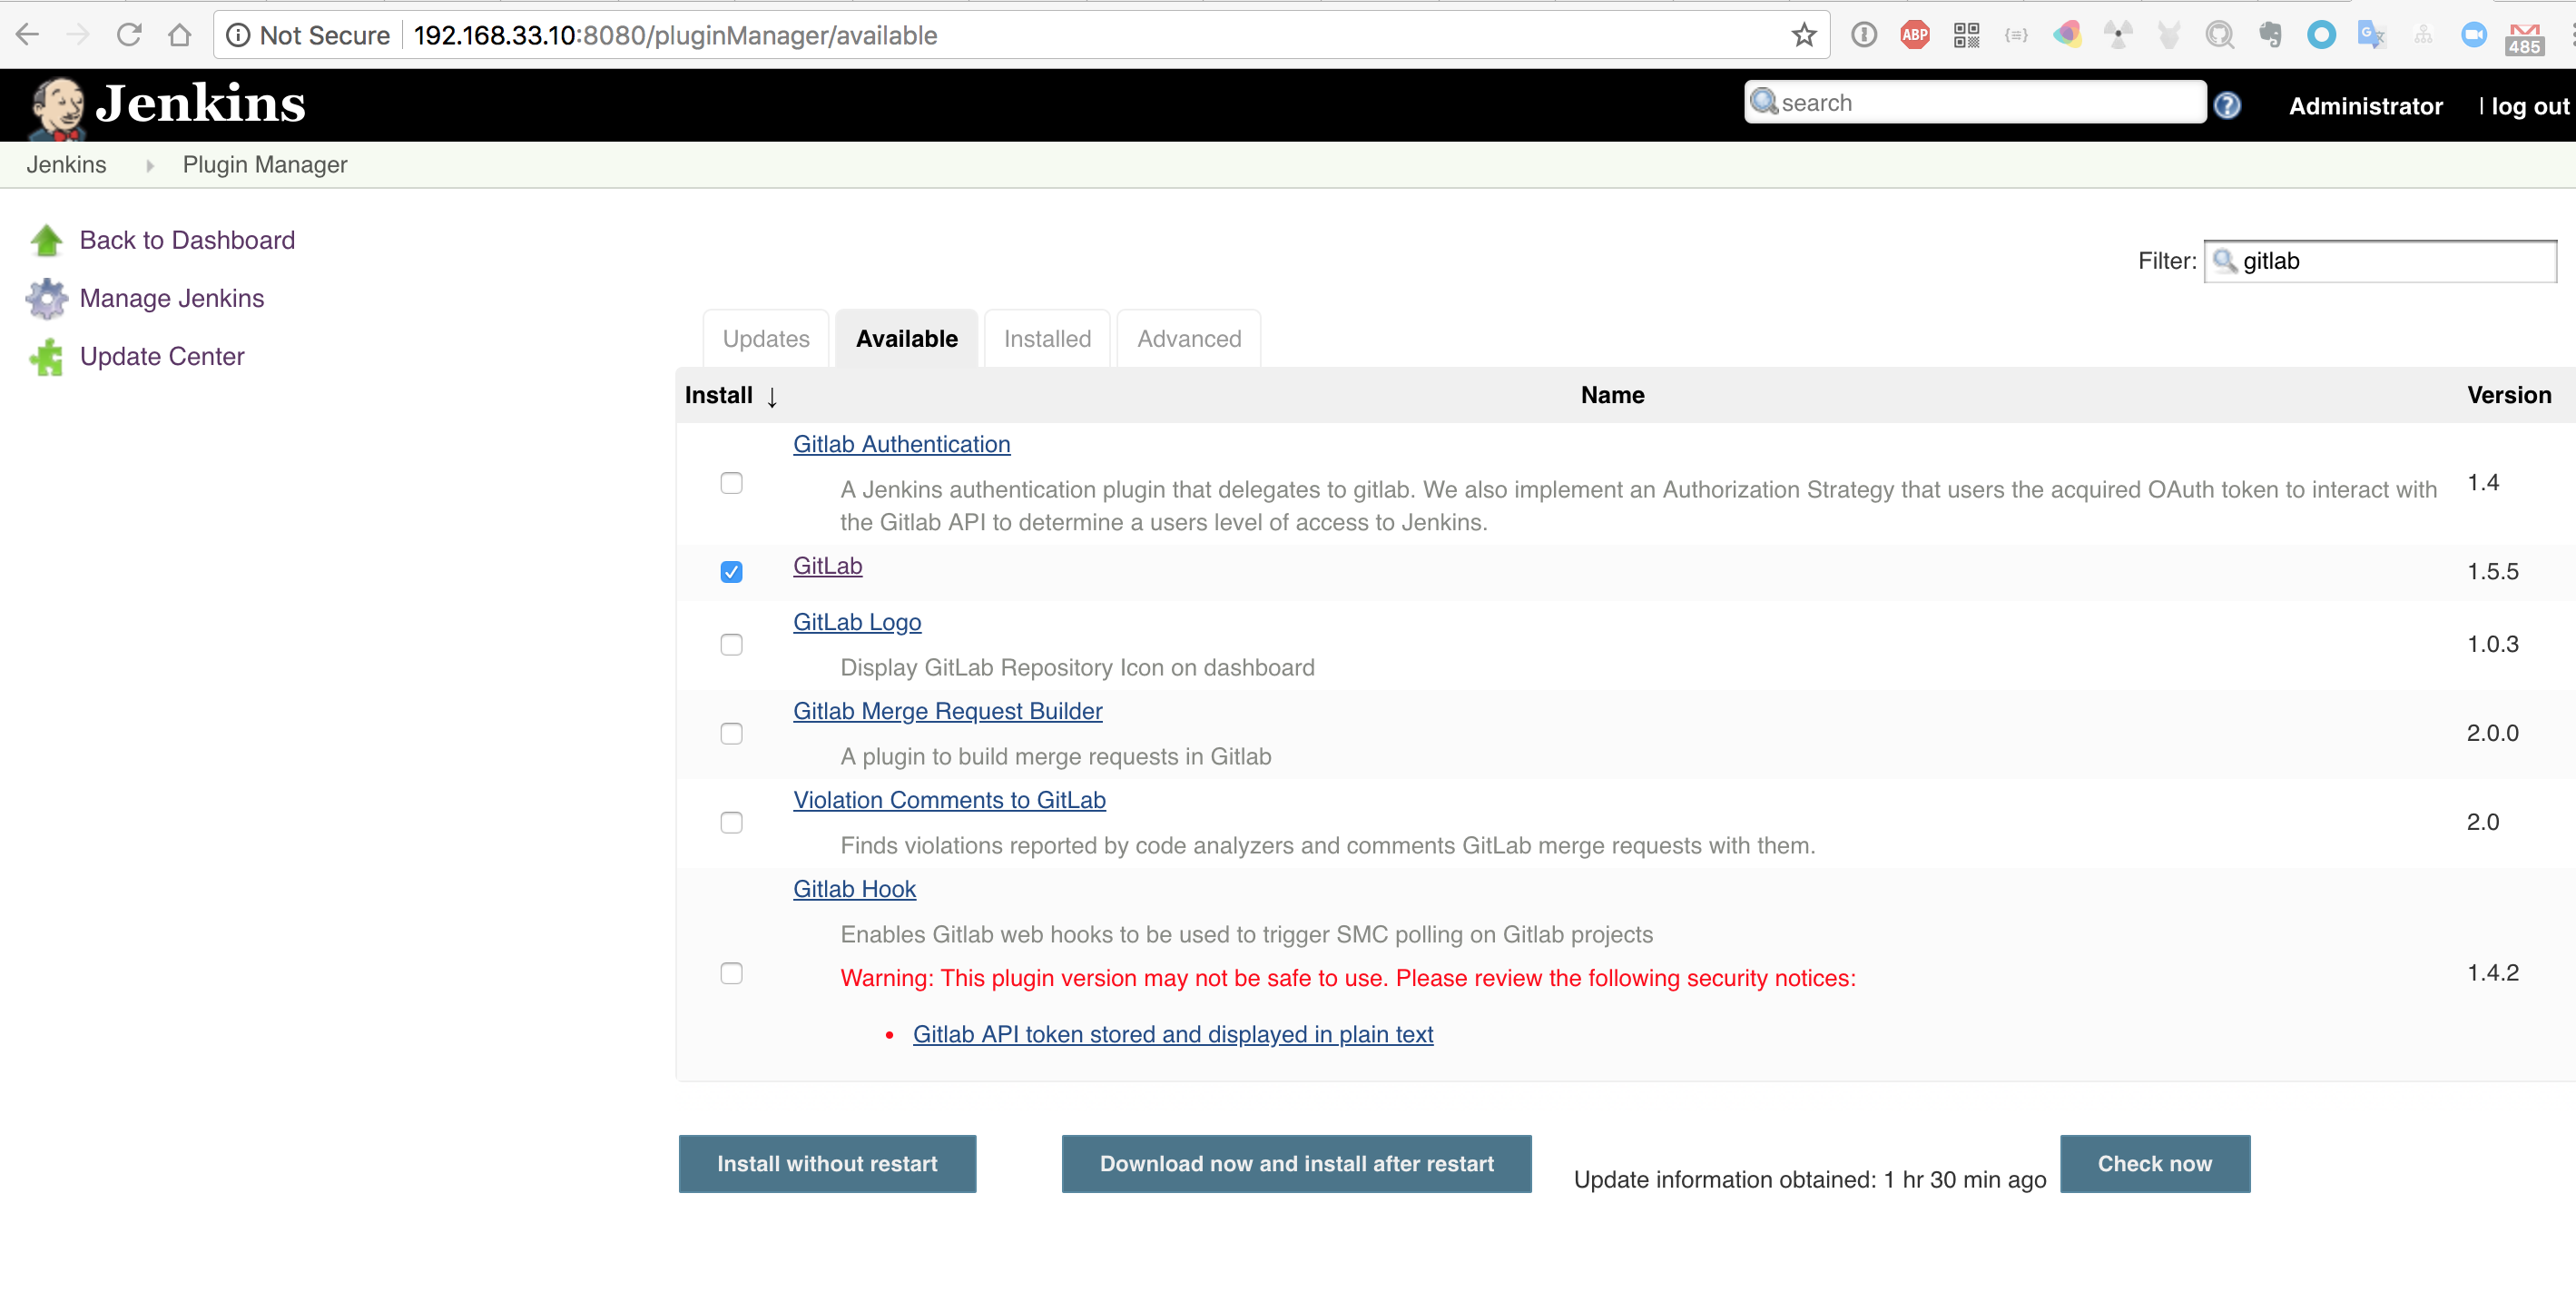 Not Secure 192.168.33.10:8080/pluginManager/available
ABP
485
Jenkins
search
Administrator
| log out
Jenkins
Plugin Manager
Back to Dashboard
Manage Jenkins
Update Center
Filter: gitlab
Updates
Available
Installed
Advanced
Install ↓
Name
Version
Gitlab Authentication
A Jenkins authentication plugin that delegates to gitlab. We also implement an Authorization Strategy that users the acquired OAuth token to interact with
the Gitlab API to determine a users level of access to Jenkins.
1.4
GitLab
1.5.5
GitLab Logo
Display GitLab Repository Icon on dashboard
1.0.3
Gitlab Merge Request Builder
A plugin to build merge requests in Gitlab
2.0.0
Violation Comments to GitLab
Finds violations reported by code analyzers and comments GitLab merge requests with them.
2.0
Gitlab Hook
Enables Gitlab web hooks to be used to trigger SMC polling on Gitlab projects
Warning: This plugin version may not be safe to use. Please review the following security notices:
• Gitlab API token stored and displayed in plain text
1.4.2
Install without restart
Download now and install after restart
Update information obtained: 1 hr 30 min ago
Check now